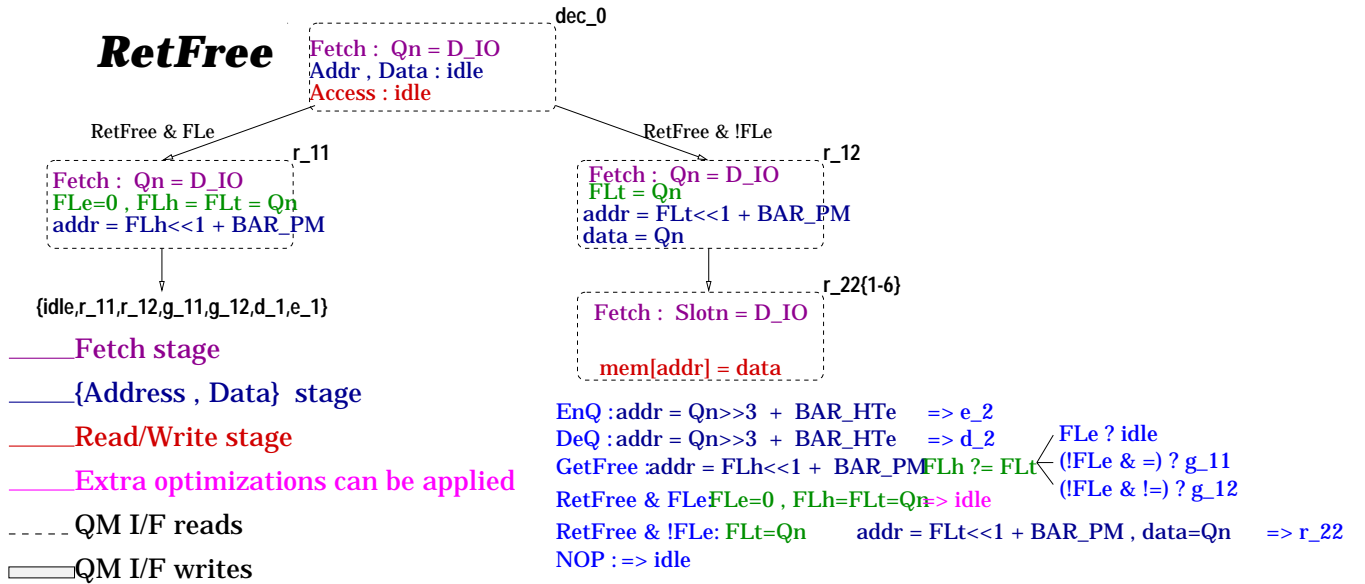 RetFree
dec_0
Fetch : Qn = D_IO
Addr , Data : idle
Access : idle
RetFree & FLe
RetFree & !FLe
r_11
Fetch : Qn = D_IO
FLe=0 , FLh = FLt = Qn
addr = FLh<<1 + BAR_PM
r_12
Fetch : Qn = D_IO
FLt = Qn
addr = FLt<<1 + BAR_PM
data = Qn
{idle,r_11,r_12,g_11,g_12,d_1,e_1}
r_22{1-6}
Fetch : Slotn = D_IO
mem[addr] = data
Fetch stage
{Address , Data} stage
Read/Write stage
Extra optimizations can be applied
QM I/F reads
QM I/F writes
EnQ : addr = Qn>>3 + BAR_HTe => e_2
DeQ : addr = Qn>>3 + BAR_HTe => d_2
GetFree : addr = FLh<<1 + BAR_PM FLh ?= FLt
FLe ? idle
(!FLe & =) ? g_11
(!FLe & !=) ? g_12
RetFree & FLe: FLe=0 , FLh=FLt=Qn => idle
RetFree & !FLe: FLt=Qn addr = FLt<<1 + BAR_PM , data=Qn => r_22
NOP : => idle